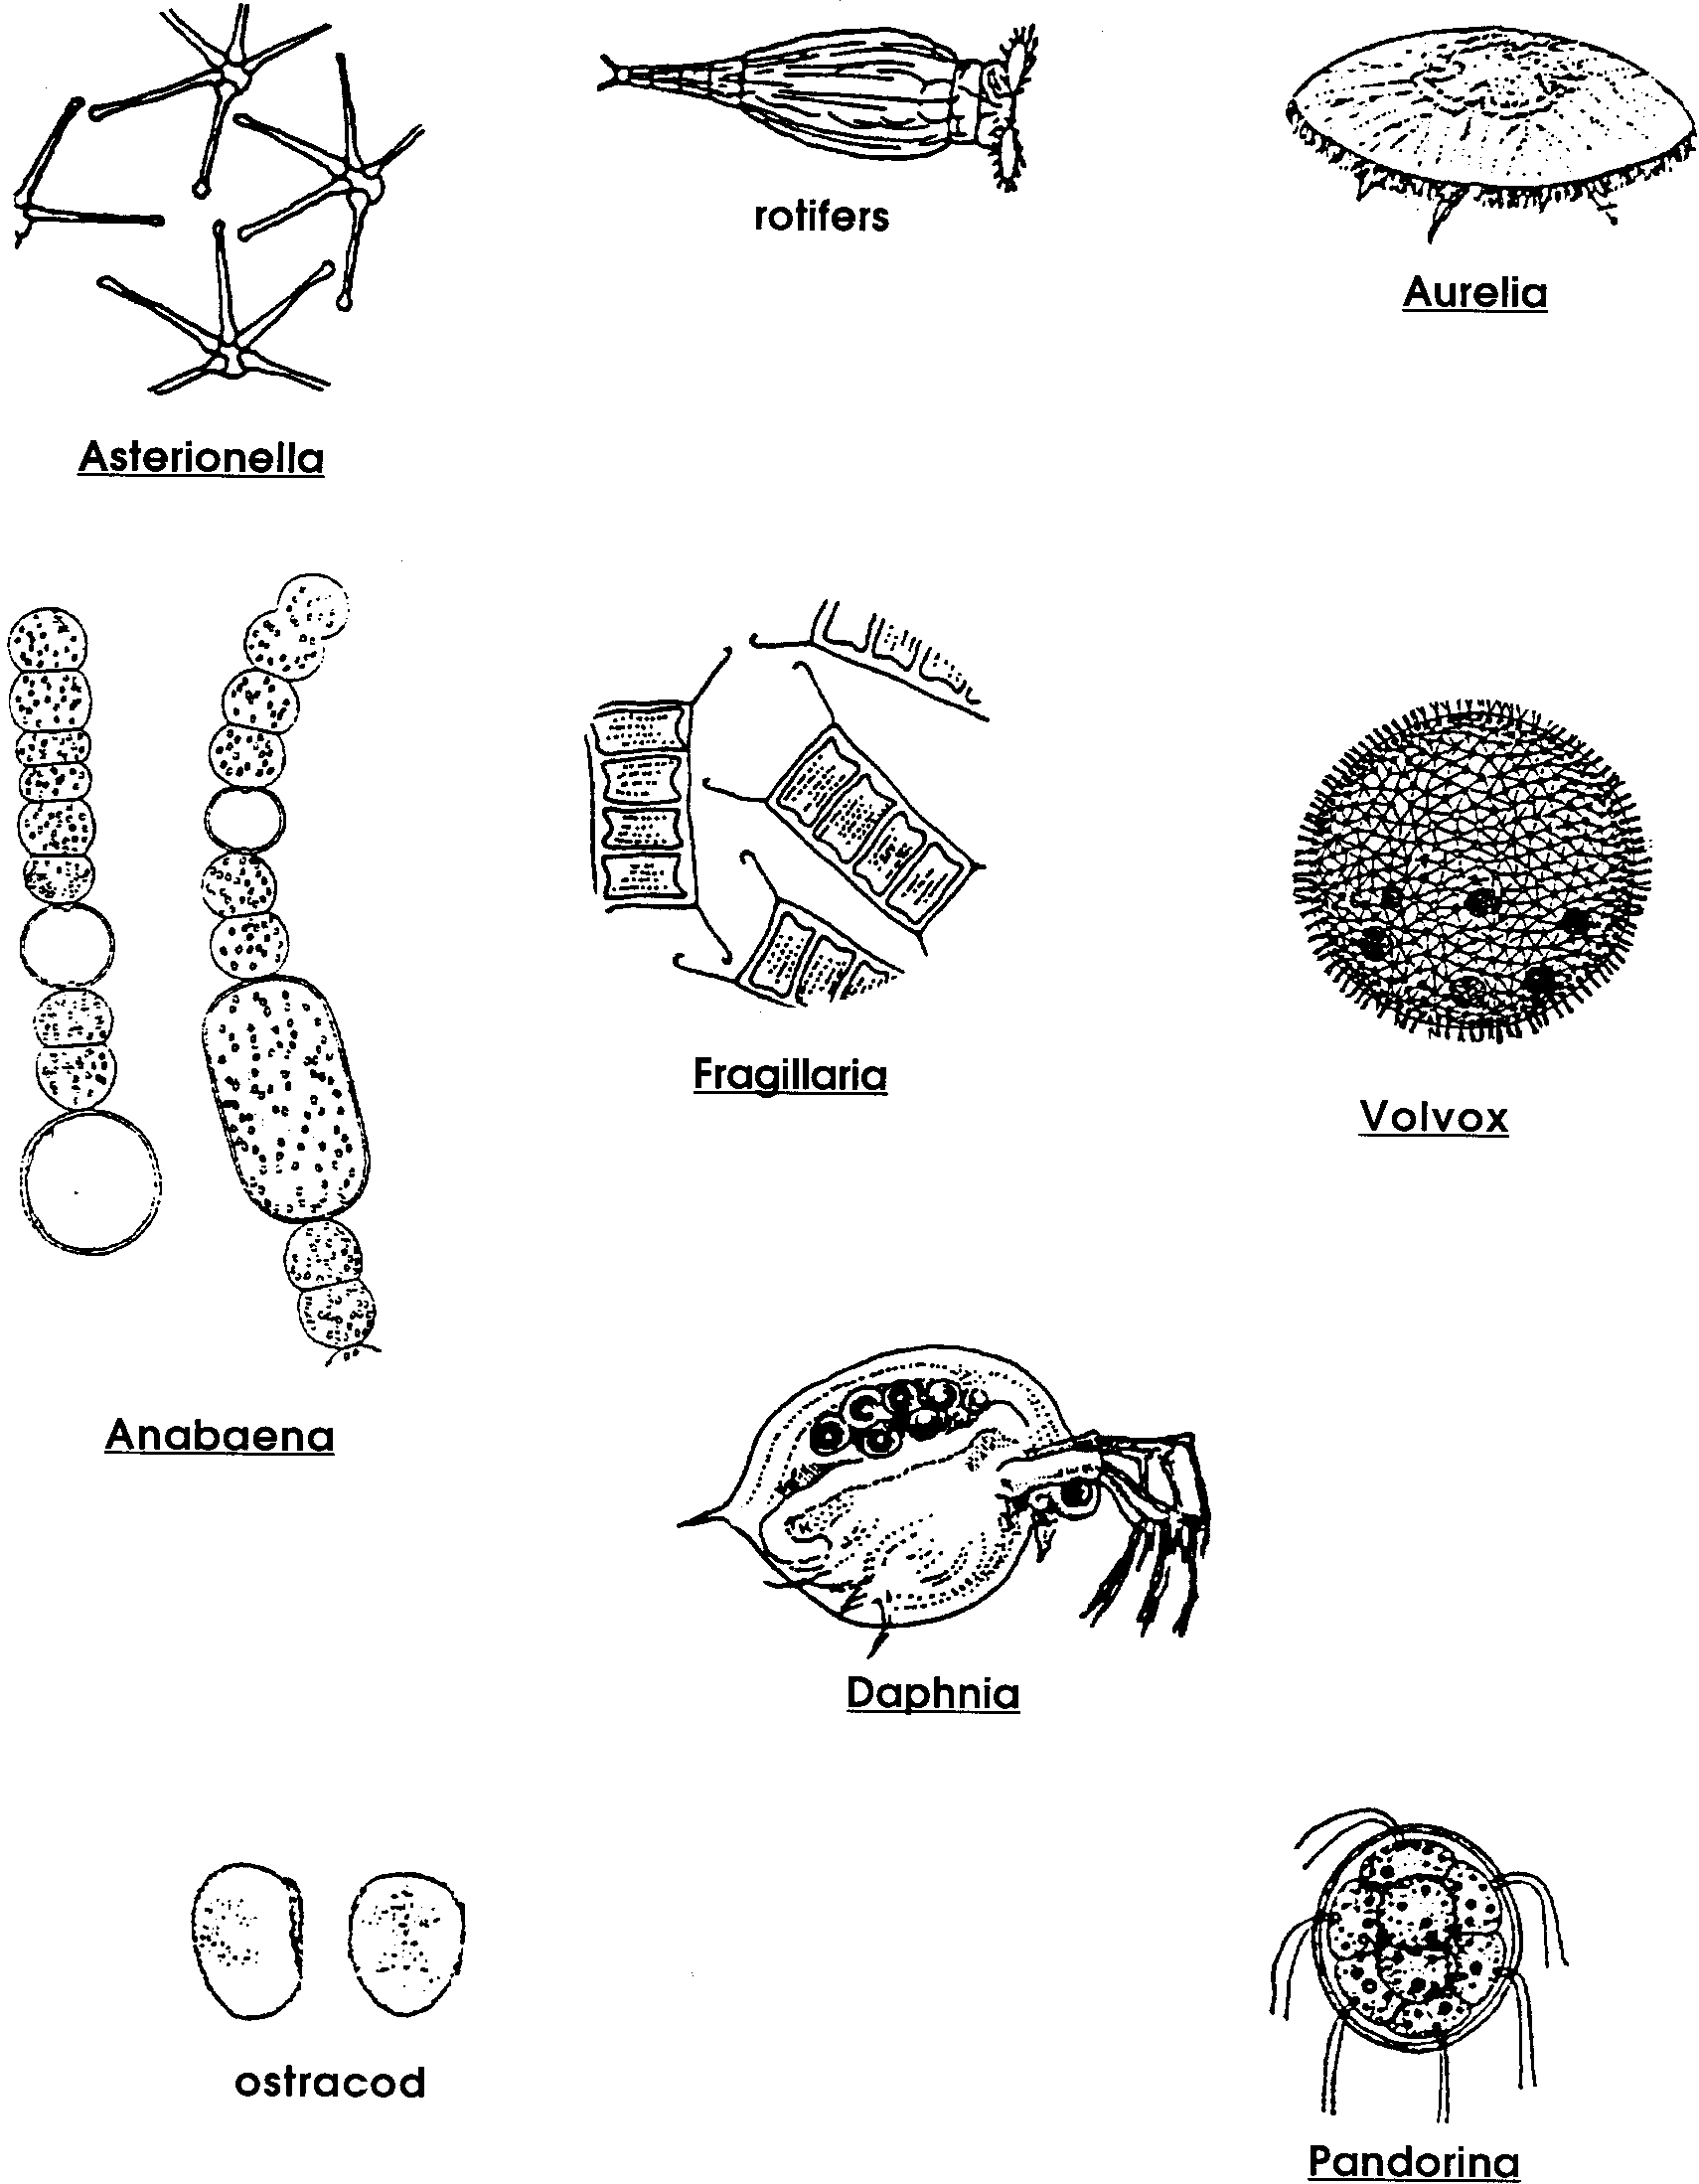 rotifers
Aurelia
Asterionella
Fragillaria
Volvox
Anabaena
Daphnia
ostracod
Pandorina